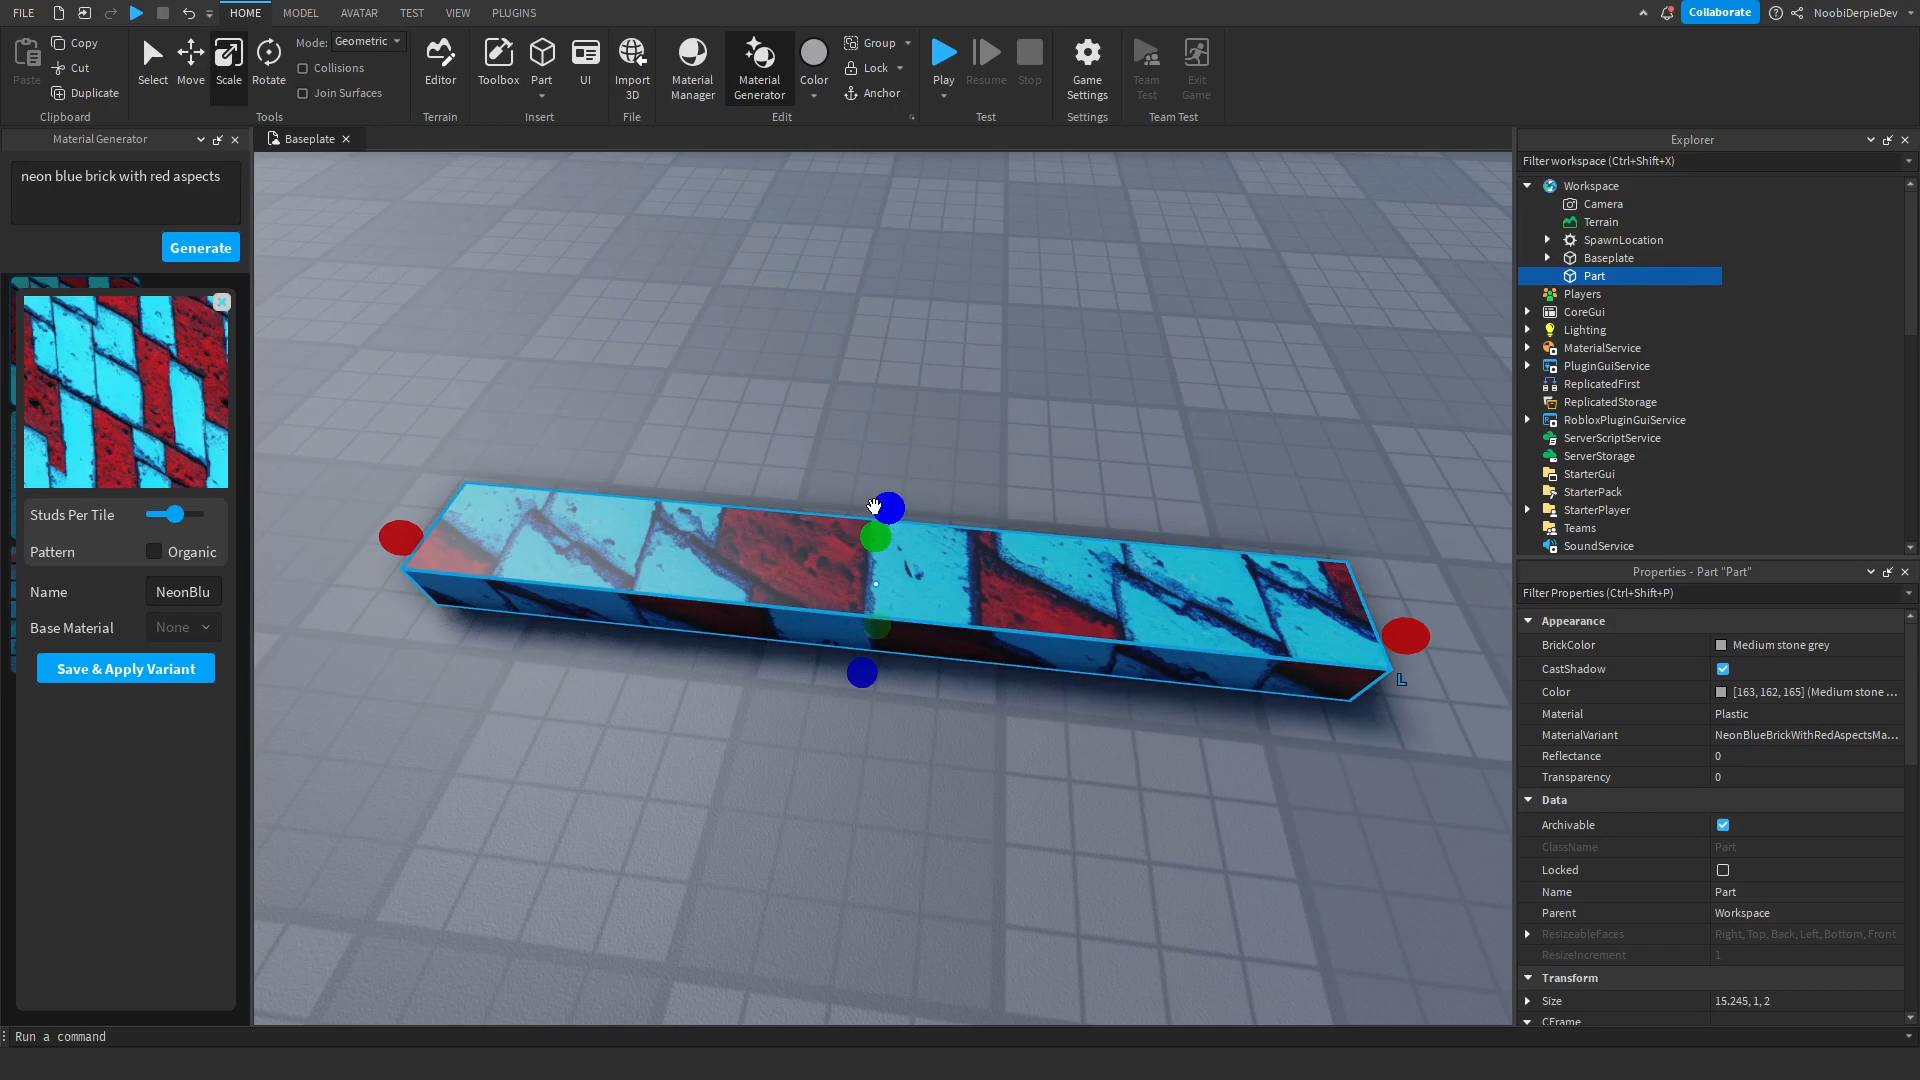 FILE
HOME
MODEL
AVATAR
TEST
VIEW
PLUGINS
Collaborate
NoobiDerpieDev
Paste
Copy
Cut
Duplicate
Clipboard
Select
Move
Scale
Rotate
Mode: Geometric
Collisions
Join Surfaces
Tools
Editor
Terrain
Toolbox
Part
UI
Insert
Import
3D
File
Material
Manager
Material
Generator
Color
Group
Lock
Anchor
Edit
Play
Resume
Stop
Test
Game
Settings
Settings
Team
Test
Exit
Game
Team Test
Material Generator
neon blue brick with red aspects
Generate
Studs Per Tile
Pattern
Organic
Name
NeonBlu
Base Material
None
Save & Apply Variant
Baseplate
L
Explorer
Filter workspace (Ctrl+Shift+X)
Workspace
Camera
Terrain
SpawnLocation
Baseplate
Part
Players
CoreGui
Lighting
MaterialService
PluginGuiService
ReplicatedFirst
ReplicatedStorage
RobloxPluginGuiService
ServerScriptService
ServerStorage
StarterGui
StarterPack
StarterPlayer
Teams
SoundService
Properties - Part "Part"
Filter Properties (Ctrl+Shift+P)
Appearance
BrickColor Medium stone grey
CastShadow
Color [163, 162, 165] (Medium stone ...
Material Plastic
MaterialVariant NeonBlueBrickWithRedAspectsMa...
Reflectance 0
Transparency 0
Data
Archivable
ClassName Part
Locked
Name Part
Parent Workspace
ResizeableFaces Right, Top, Back, Left, Bottom, Front
ResizeIncrement 1
Transform
Size 15.245, 1, 2
CFrame
Run a command